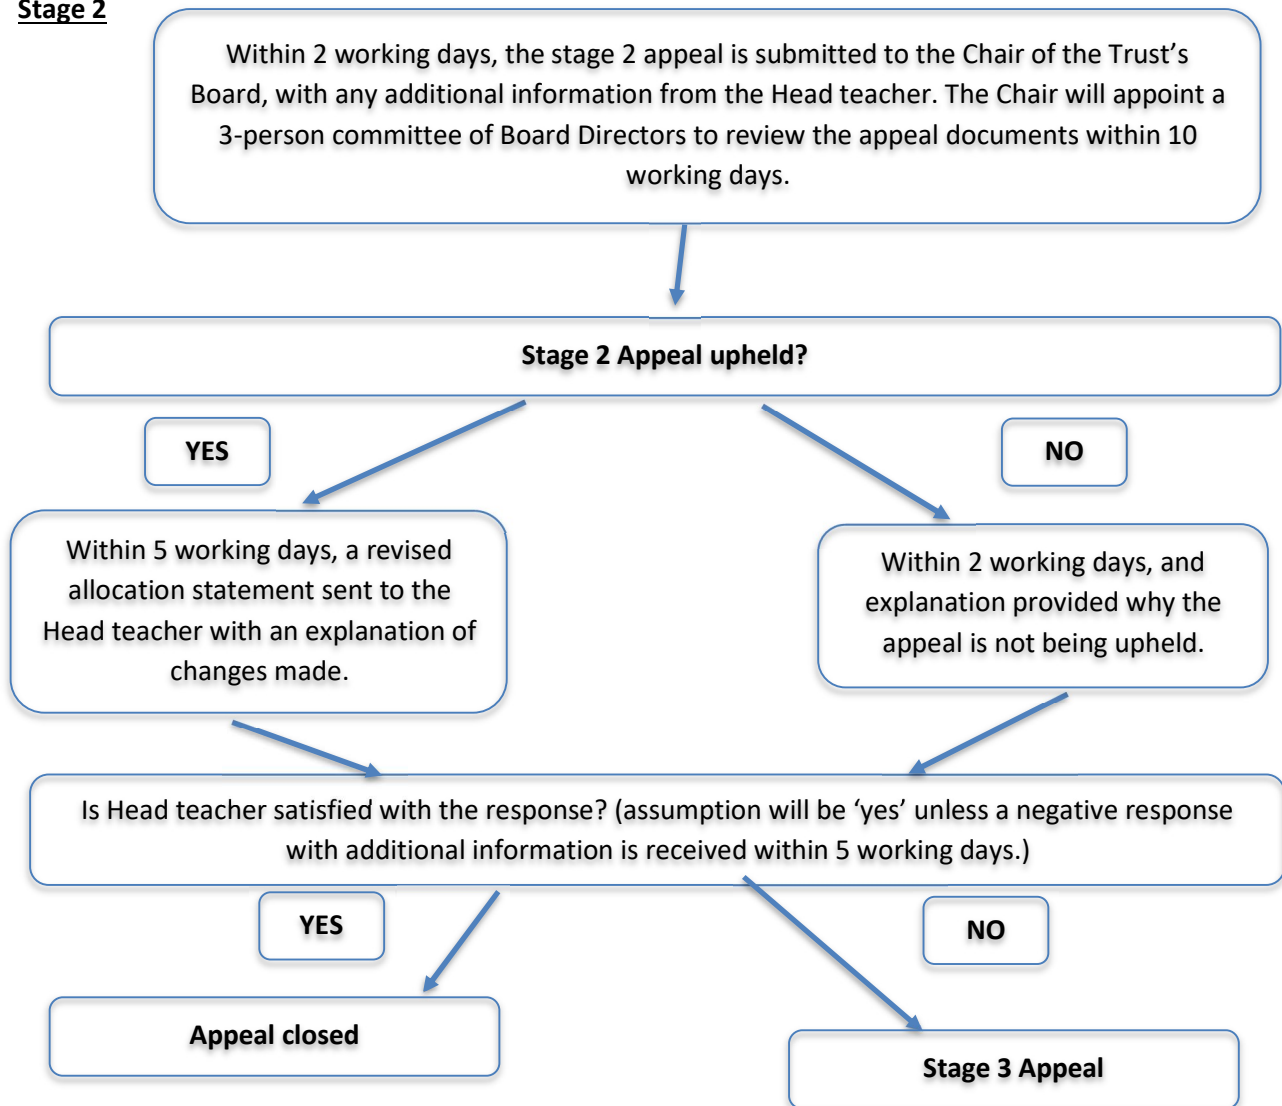 Stage 2
Within 2 working days, the stage 2 appeal is submitted to the Chair of the Trust’s
Board, with any additional information from the Head teacher. The Chair will appoint a
3-person committee of Board Directors to review the appeal documents within 10
working days.
Stage 2 Appeal upheld?
YES
NO
Within 5 working days, a revised
allocation statement sent to the
Head teacher with an explanation of
changes made.
Within 2 working days, and
explanation provided why the
appeal is not being upheld.
Is Head teacher satisfied with the response? (assumption will be ‘yes’ unless a negative response
with additional information is received within 5 working days.)
YES
NO
Appeal closed
Stage 3 Appeal